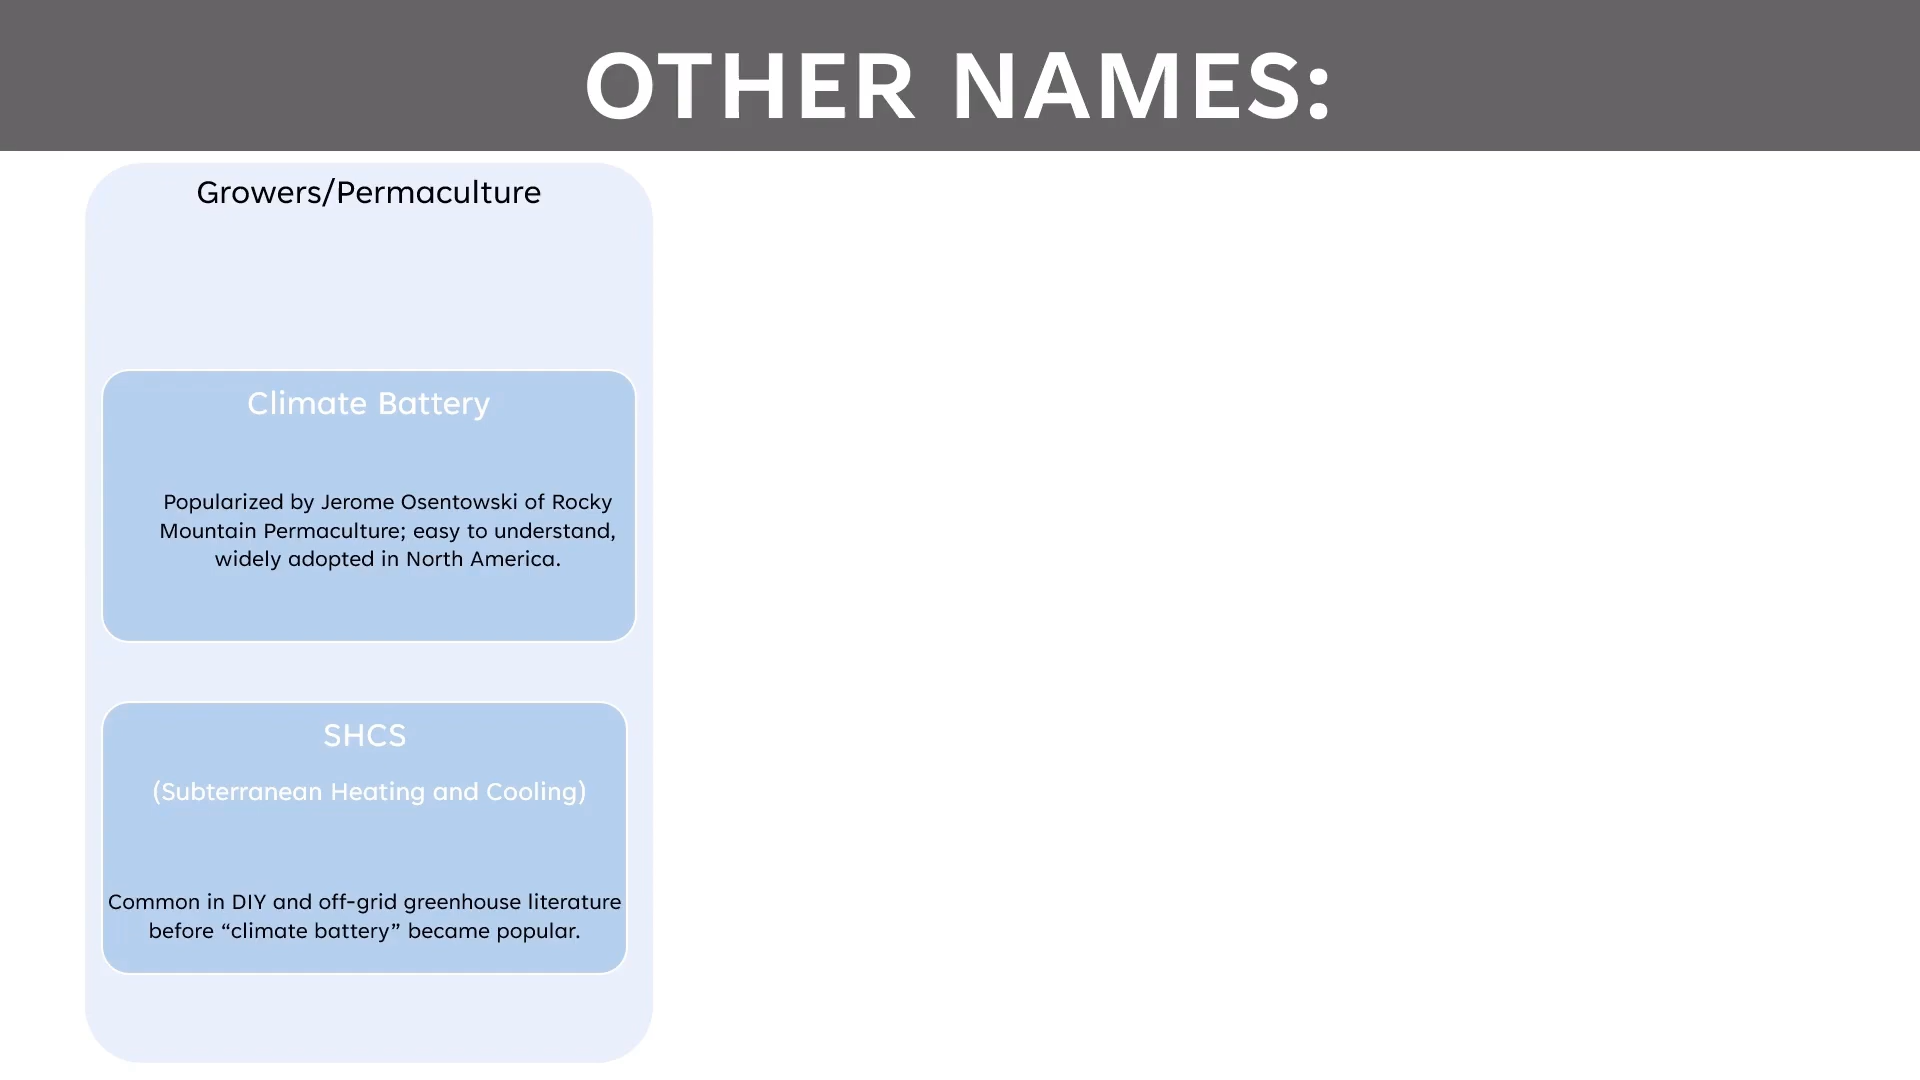 OTHER NAMES:
Growers/Permaculture
Climate Battery
Popularized by Jerome Osentowski of Rocky
Mountain Permaculture; easy to understand,
widely adopted in North America.
SHCS
(Subterranean Heating and Cooling)
Common in DIY and off-grid greenhouse literature
before “climate battery” became popular.